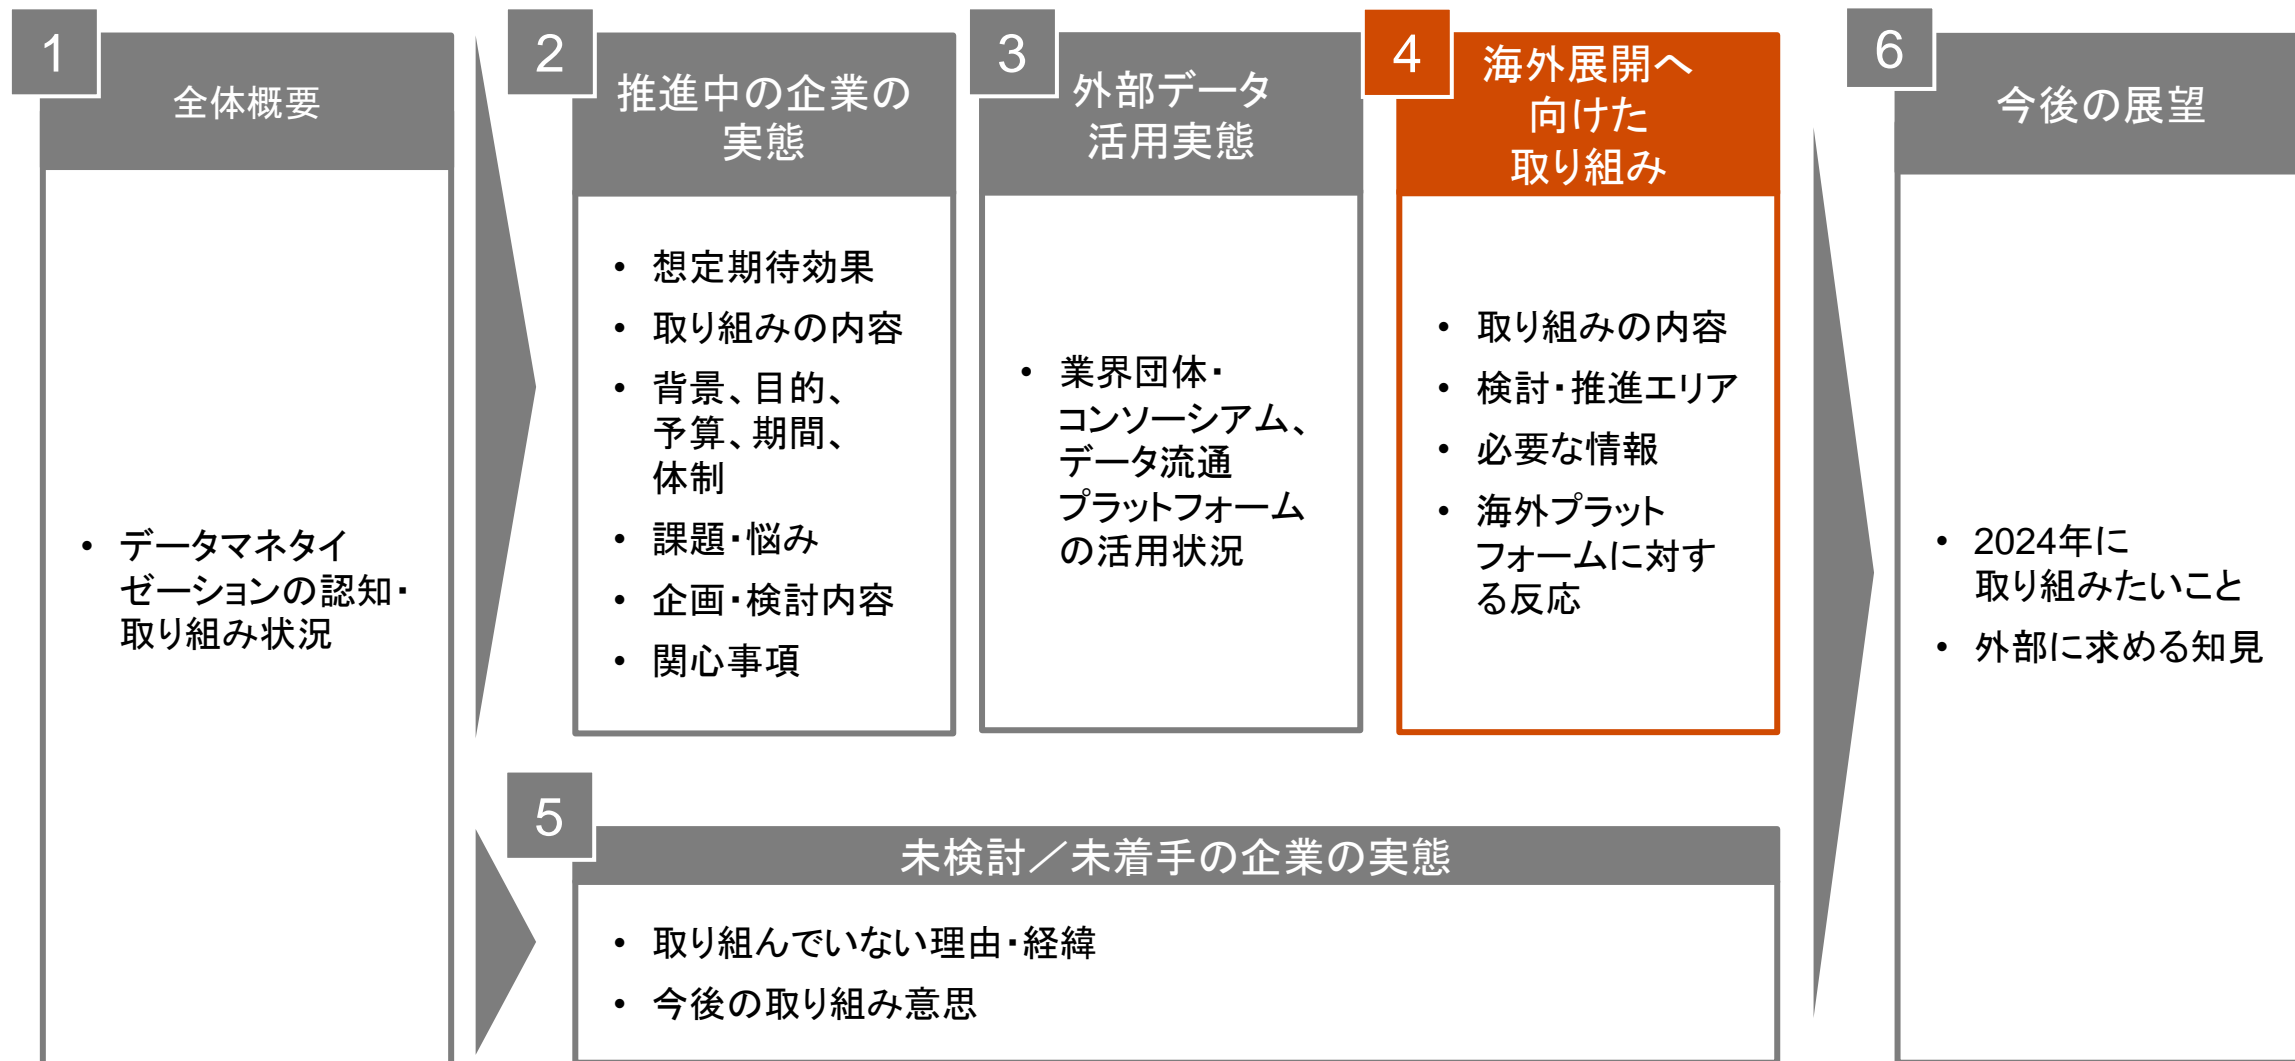 1
全体概要
• データマネタイ
ゼーションの認知・
取り組み状況
2
推進中の企業の
実態
• 想定期待効果
• 取り組みの内容
• 背景、目的、
予算、期間、
体制
• 課題・悩み
• 企画・検討内容
• 関心事項
3
外部データ
活用実態
• 業界団体・
コンソーシアム、
データ流通
プラットフォーム
の活用状況
4
海外展開へ
向けた
取り組み
• 取り組みの内容
• 検討・推進エリア
• 必要な情報
• 海外プラット
フォームに対す
る反応
5
未検討／未着手の企業の実態
• 取り組んでいない理由・経緯
• 今後の取り組み意思
6
今後の展望
• 2024年に
取り組みたいこと
• 外部に求める知見